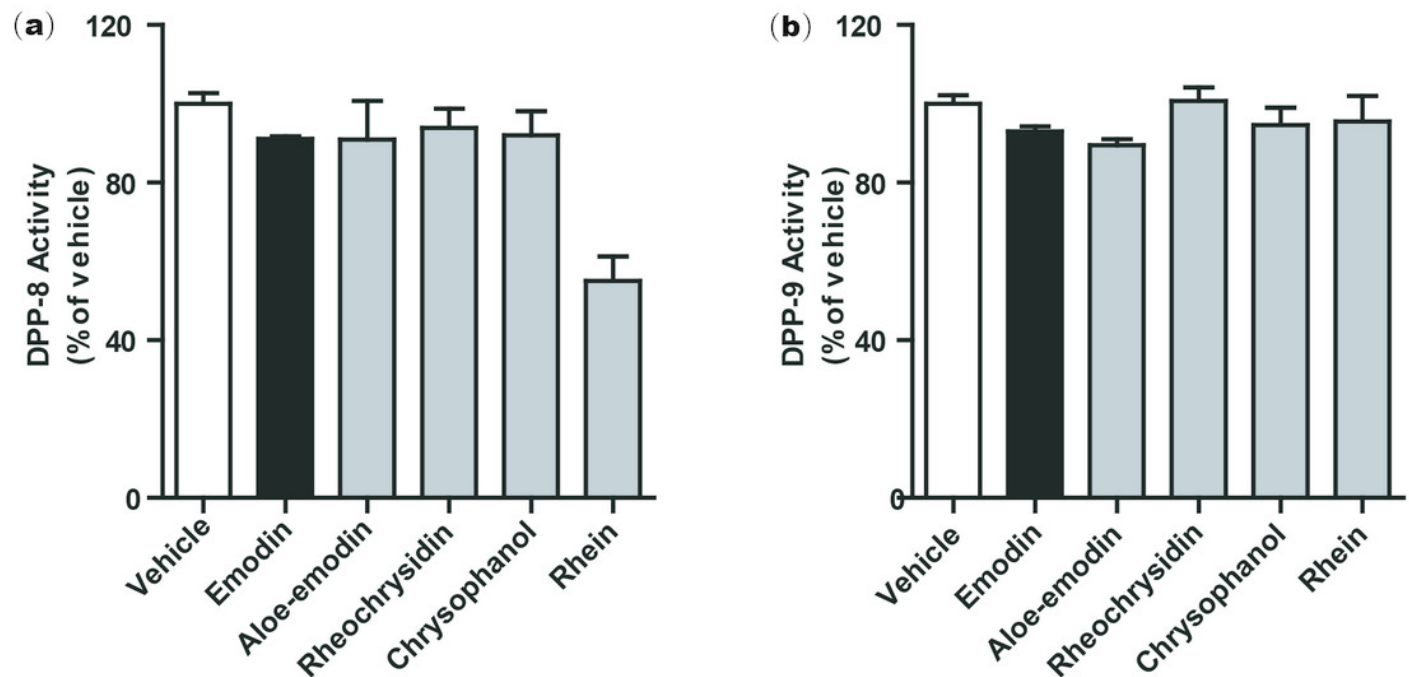 (a)
120
80
40
0
DPP-8 Activity
(% of vehicle)
Vehicle
Emodin
Aloe-emodin
Rheochrysidin
Chrysophanol
Rhein
(b)
120
80
40
0
DPP-9 Activity
(% of vehicle)
Vehicle
Emodin
Aloe-emodin
Rheochrysidin
Chrysophanol
Rhein